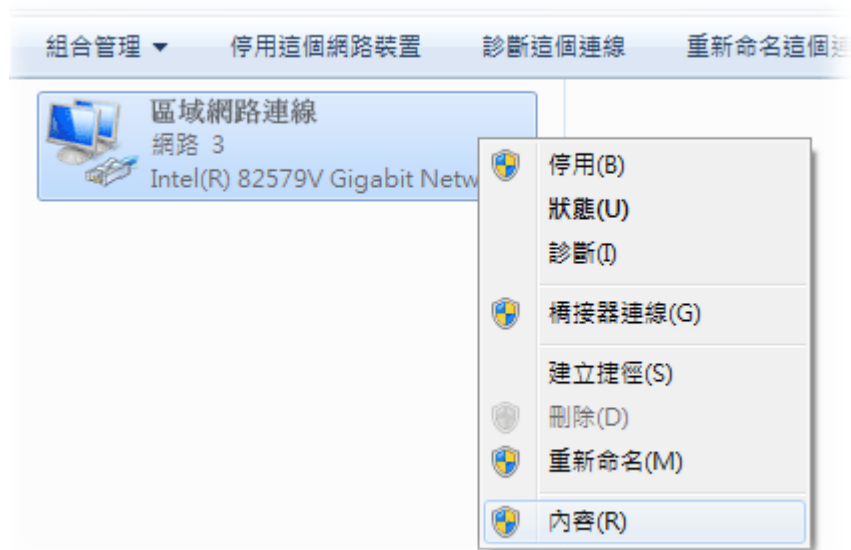 組合管理 ▼ 停用這個網路裝置 診斷這個連線 重新命名這個
區域網路連線
網路 3
Intel(R) 82579V Gigabit Netw
停用(B)
狀態(U)
診斷(I)
橋接器連線(G)
建立捷徑(S)
刪除(D)
重新命名(M)
內容(R)